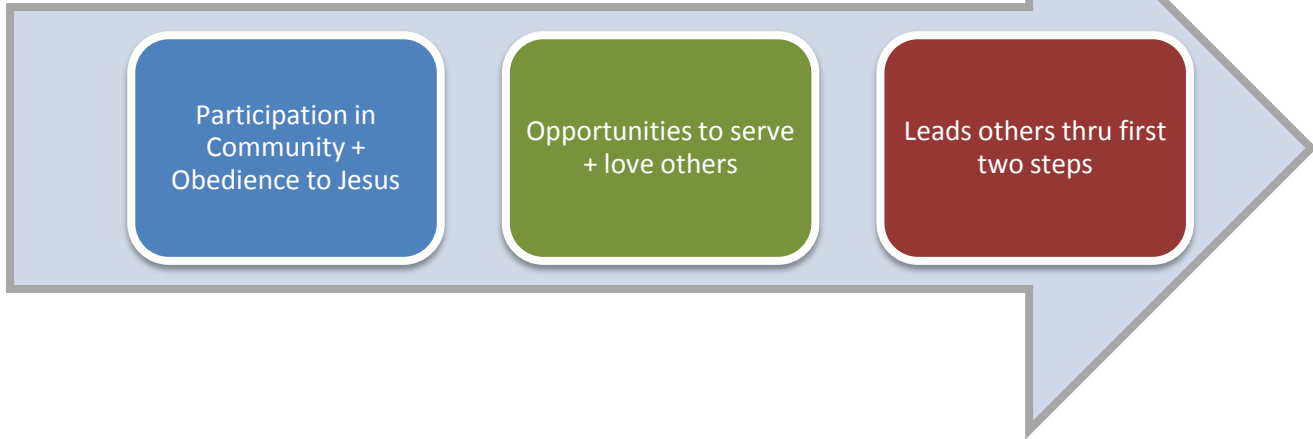 Participation in
Community +
Obedience to Jesus
Opportunities to serve
+ love others
Leads others thru first
two steps